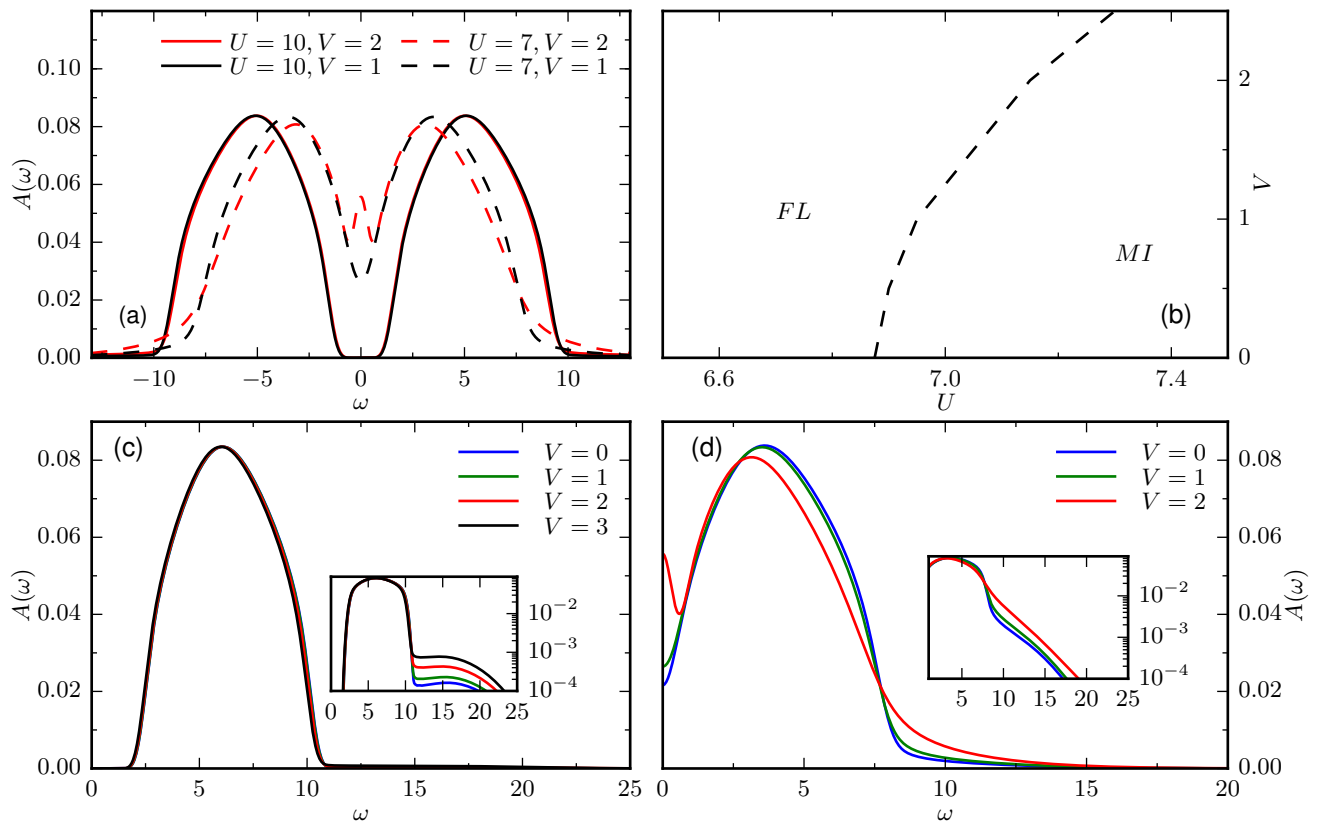 U = 10, V = 2
U = 7, V = 2
U = 10, V = 1
U = 7, V = 1
0.10
0.08
0.06
0.04
0.02
0.00
A(ω)
(a)
−10
−5
0
5
10
ω
FL
MI
(b)
2
1
0
V
6.6
7.0
7.4
U
(c)
V = 0
V = 1
V = 2
V = 3
0.08
0.06
0.04
0.02
0.00
A(ω)
10⁻²
10⁻³
10⁻⁴
0
5
10
15
20
25
0
5
10
15
20
25
ω
(d)
V = 0
V = 1
V = 2
0.08
0.06
0.04
0.02
0.00
A(ω)
10⁻²
10⁻³
10⁻⁴
5
10
15
20
25
0
5
10
15
20
ω